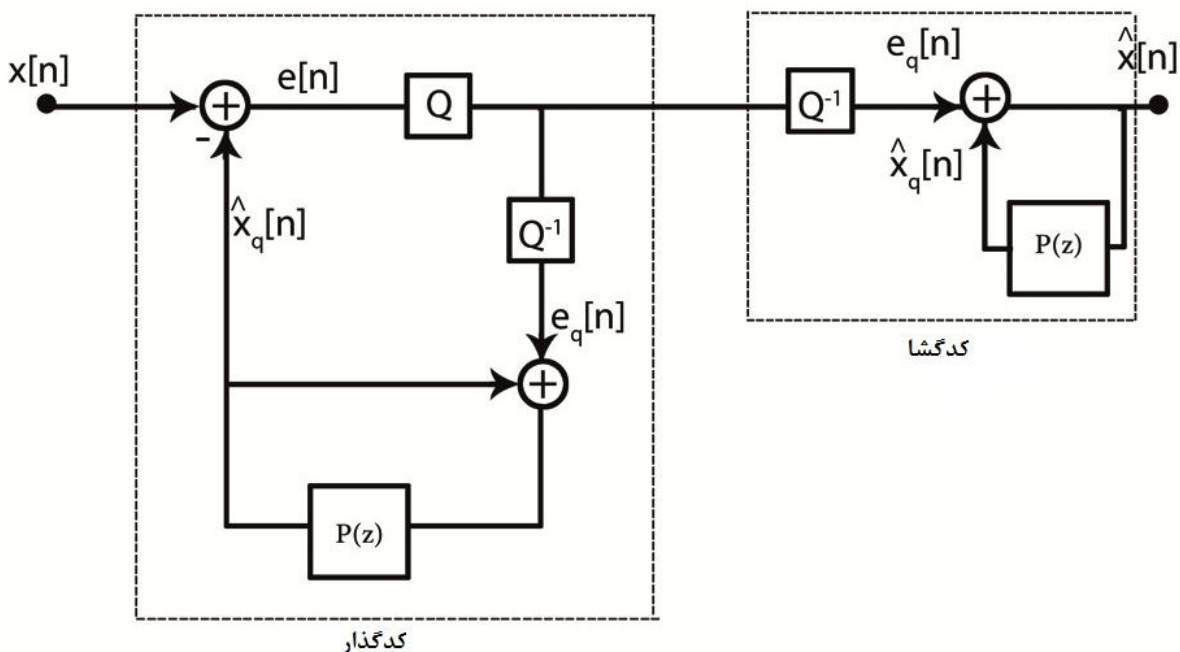 x[n]
e[n]
Q
Q⁻¹
e_q[n]
x̂[n]
-
x̂_q[n]
Q⁻¹
e_q[n]
P(z)
x̂_q[n]
P(z)
کدگشا
کدگذار